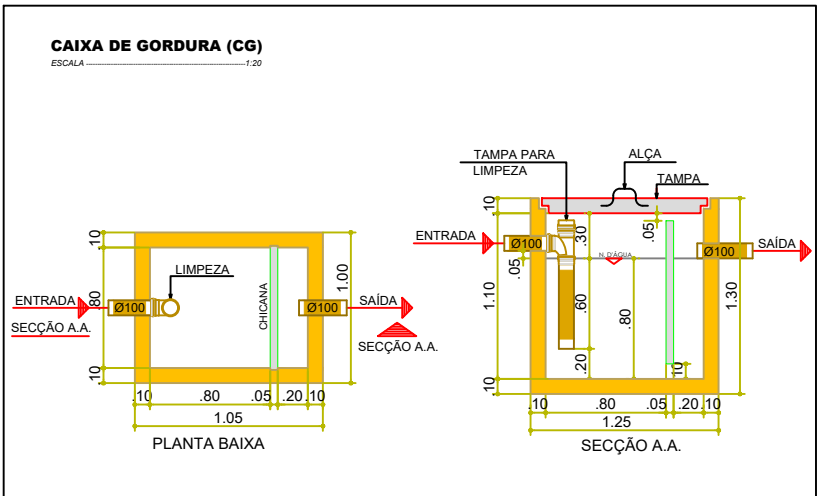 CAIXA DE GORDURA (CG)
ESCALA 1:20
LIMPEZA
ENTRADA
SECÇÃO A.A.
Ø100
CHICANA
Ø100
SAÍDA
SECÇÃO A.A.
.10
.80
.10
1.00
.10 .80 .05 .20 .10
1.05
PLANTA BAIXA
TAMPA PARA
LIMPEZA
ALÇA
TAMPA
ENTRADA
Ø100
N. D'ÁGUA
Ø100
SAÍDA
.10
.05
1.10
.10
.30
.60
.20
.80
.05
.10
1.30
.10 .80 .05 .20 .10
1.25
SECÇÃO A.A.